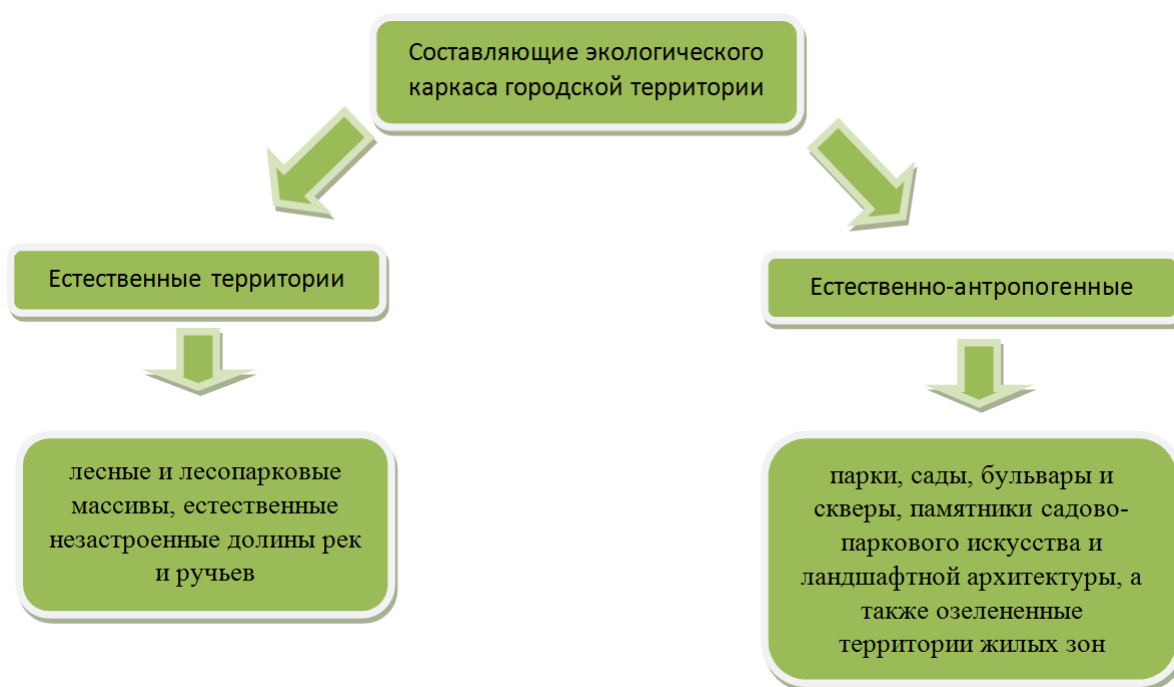 Составляющие экологического
каркаса городской территории
Естественные территории
Естественно-антропогенные
лесные и лесопарковые
массивы, естественные
незастроенные долины рек
и ручьев
парки, сады, бульвары и
скверы, памятники садово-
паркового искусства и
ландшафтной архитектуры, а
также озелененные
территории жилых зон